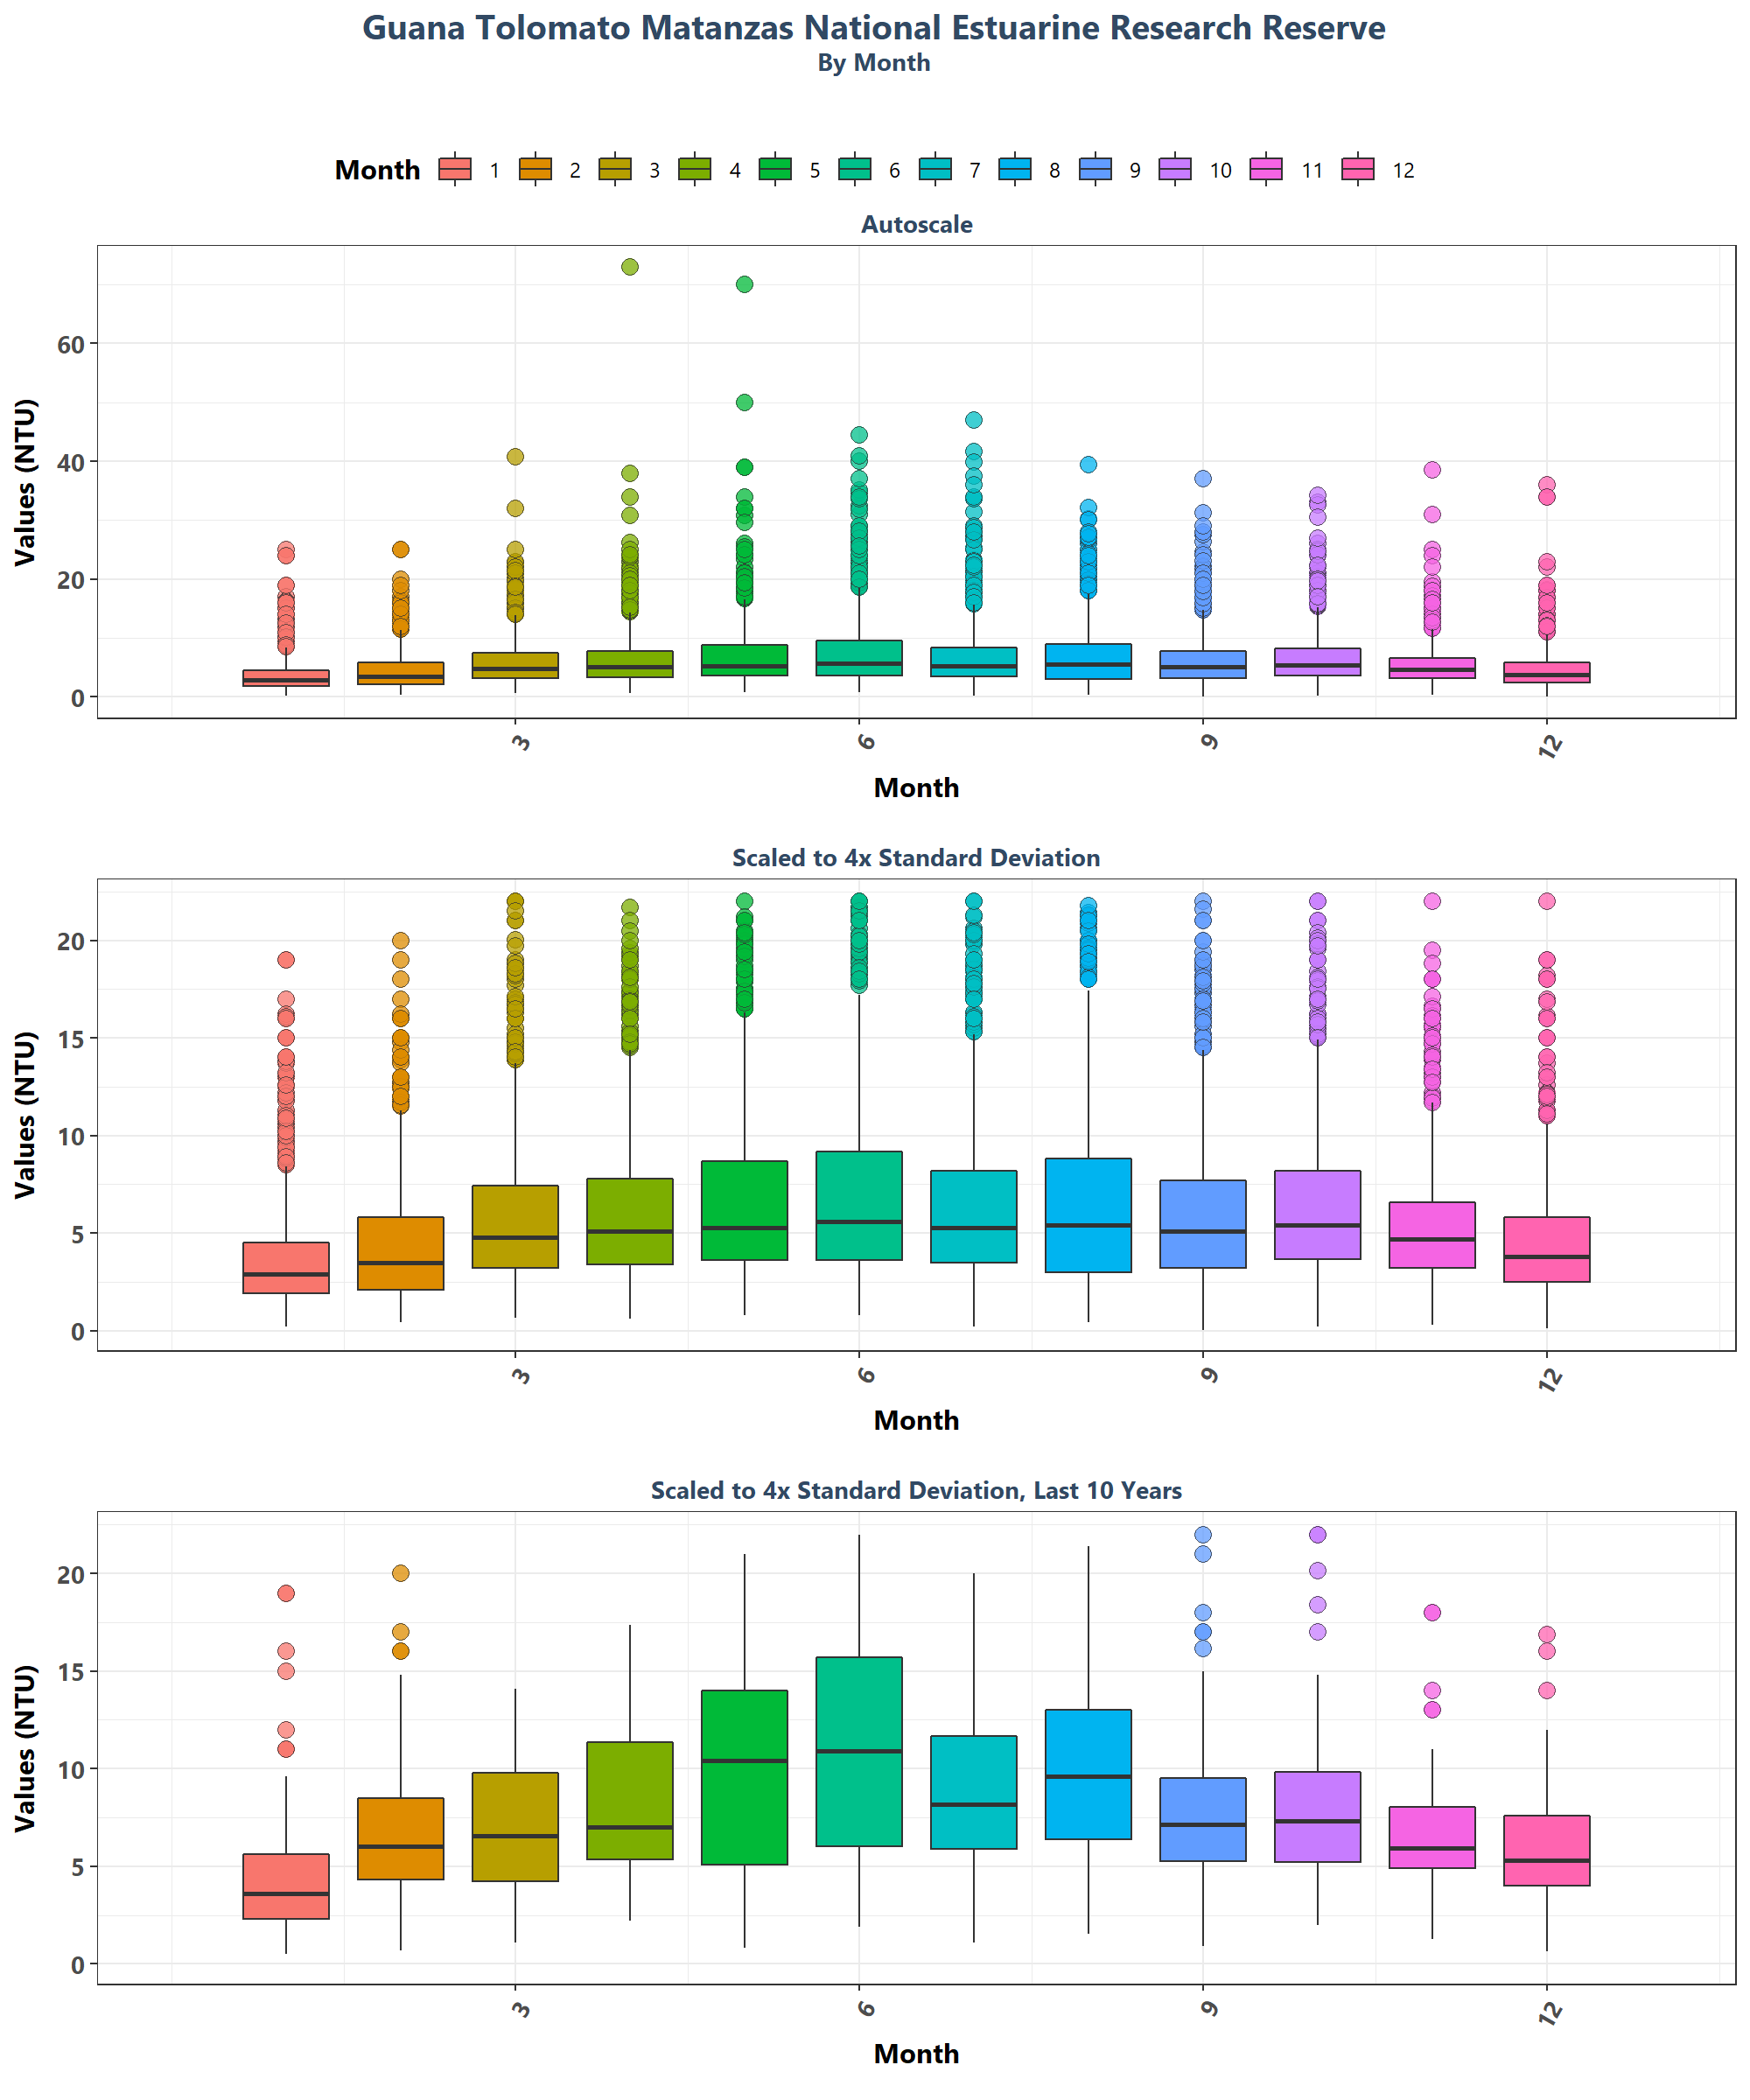 Guana Tolomato Matanzas National Estuarine Research Reserve
By Month
Month 1 2 3 4 5 6 7 8 9 10 11 12
Autoscale
Values (NTU)
60
40
20
0
3 6 9 12
Month
Scaled to 4x Standard Deviation
Values (NTU)
20
15
10
5
0
3 6 9 12
Month
Scaled to 4x Standard Deviation, Last 10 Years
Values (NTU)
20
15
10
5
0
3 6 9 12
Month